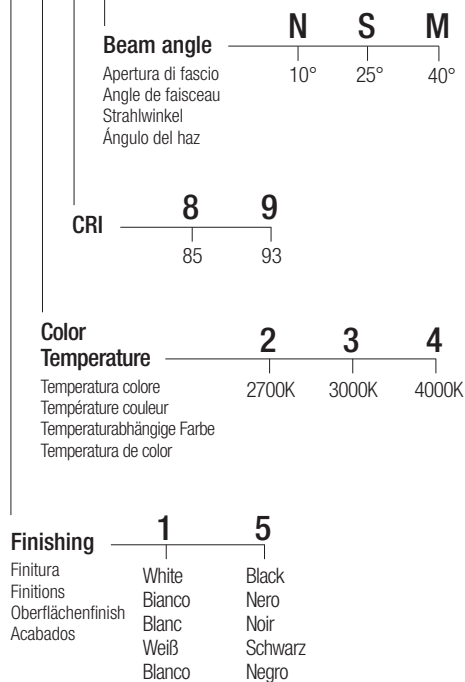 N S M
Beam angle
10° 25° 40°
Apertura di fascio
Angle de faisceau
Strahlwinkel
Ángulo del haz
8 9
CRI
85 93
2 3 4
Color
Temperature
2700K 3000K 4000K
Temperatura colore
Température couleur
Temperaturabhängige Farbe
Temperatura de color
1 5
Finishing
Finitura
Finitions
Oberflächenfinish
Acabados
White Black
Bianco Nero
Blanc Noir
Weiß Schwarz
Blanco Negro